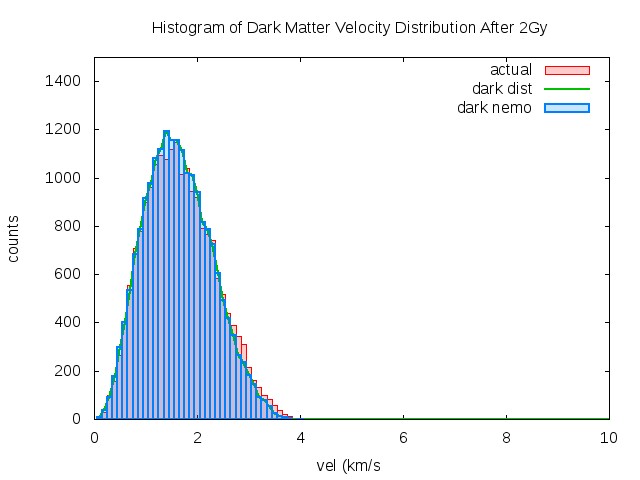 Histogram of Dark Matter Velocity Distribution After 2Gy
actual
dark dist
dark nemo
1400
1200
1000
800
600
400
200
0
counts
0 2 4 6 8 10
vel (km/s